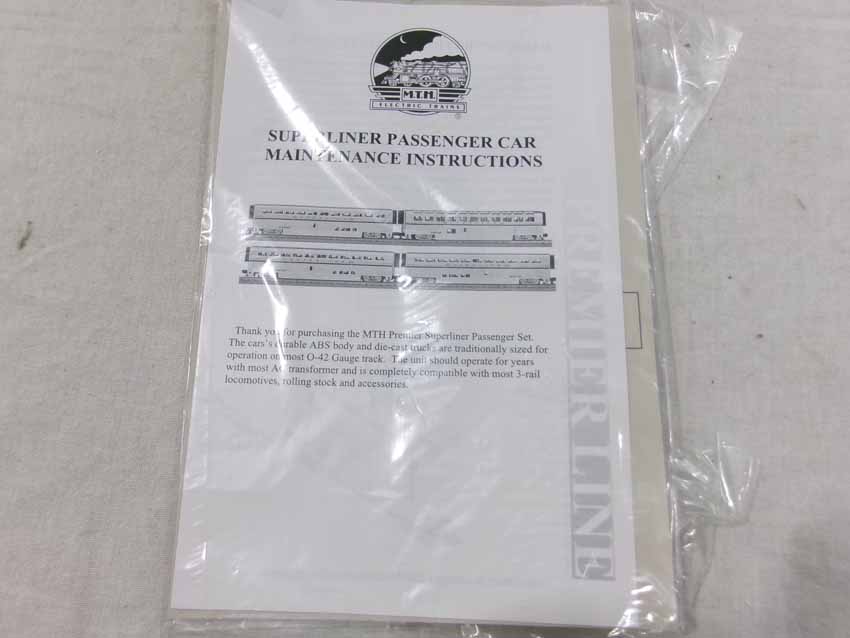 M.T.H.
ELECTRIC TRAINS
®
SUPERLINER PASSENGER CAR
MAINTENANCE INSTRUCTIONS
Thank you for purchasing the MTH Premier Superliner Passenger Set.
The cars's durable ABS body and die-cast trucks are traditionally sized for
operation on most O-42 Gauge track. The unit should operate for years
with most AC transformer and is completely compatible with most 3-rail
locomotives, rolling stock and accessories.
PREMIER LINE